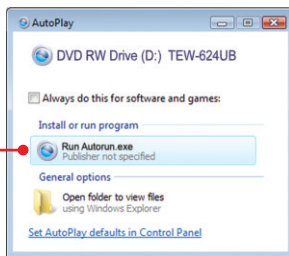 AutoPlay
DVD RW Drive (D:) TEW-624UB
Always do this for software and games:
Install or run program
Run Autorun.exe
Publisher not specified
General options
Open folder to view files
using Windows Explorer
Set AutoPlay defaults in Control Panel